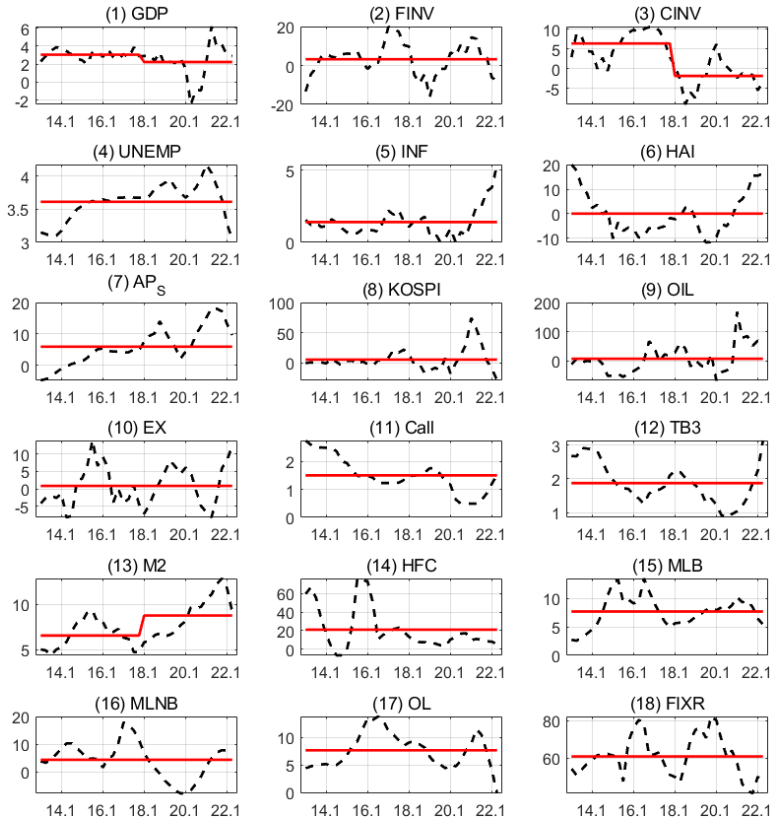 (1) GDP (2) FINV (3) CINV
6 4 2 0 -2 20 0 -20 10 5 0 -5
14.1 16.1 18.1 20.1 22.1 14.1 16.1 18.1 20.1 22.1 14.1 16.1 18.1 20.1 22.1
(4) UNEMP (5) INF (6) HAI
4 3.5 3 5 0 20 10 0 -10
14.1 16.1 18.1 20.1 22.1 14.1 16.1 18.1 20.1 22.1 14.1 16.1 18.1 20.1 22.1
(7) APS (8) KOSPI (9) OIL
20 10 0 100 50 0 200 100 0
14.1 16.1 18.1 20.1 22.1 14.1 16.1 18.1 20.1 22.1 14.1 16.1 18.1 20.1 22.1
(10) EX (11) Call (12) TB3
10 5 0 -5 2 1 0 3 2 1
14.1 16.1 18.1 20.1 22.1 14.1 16.1 18.1 20.1 22.1 14.1 16.1 18.1 20.1 22.1
(13) M2 (14) HFC (15) MLB
10 5 60 40 20 0 10 5 0
14.1 16.1 18.1 20.1 22.1 14.1 16.1 18.1 20.1 22.1 14.1 16.1 18.1 20.1 22.1
(16) MLNB (17) OL (18) FIXR
20 10 0 10 5 0 80 60
14.1 16.1 18.1 20.1 22.1 14.1 16.1 18.1 20.1 22.1 14.1 16.1 18.1 20.1 22.1